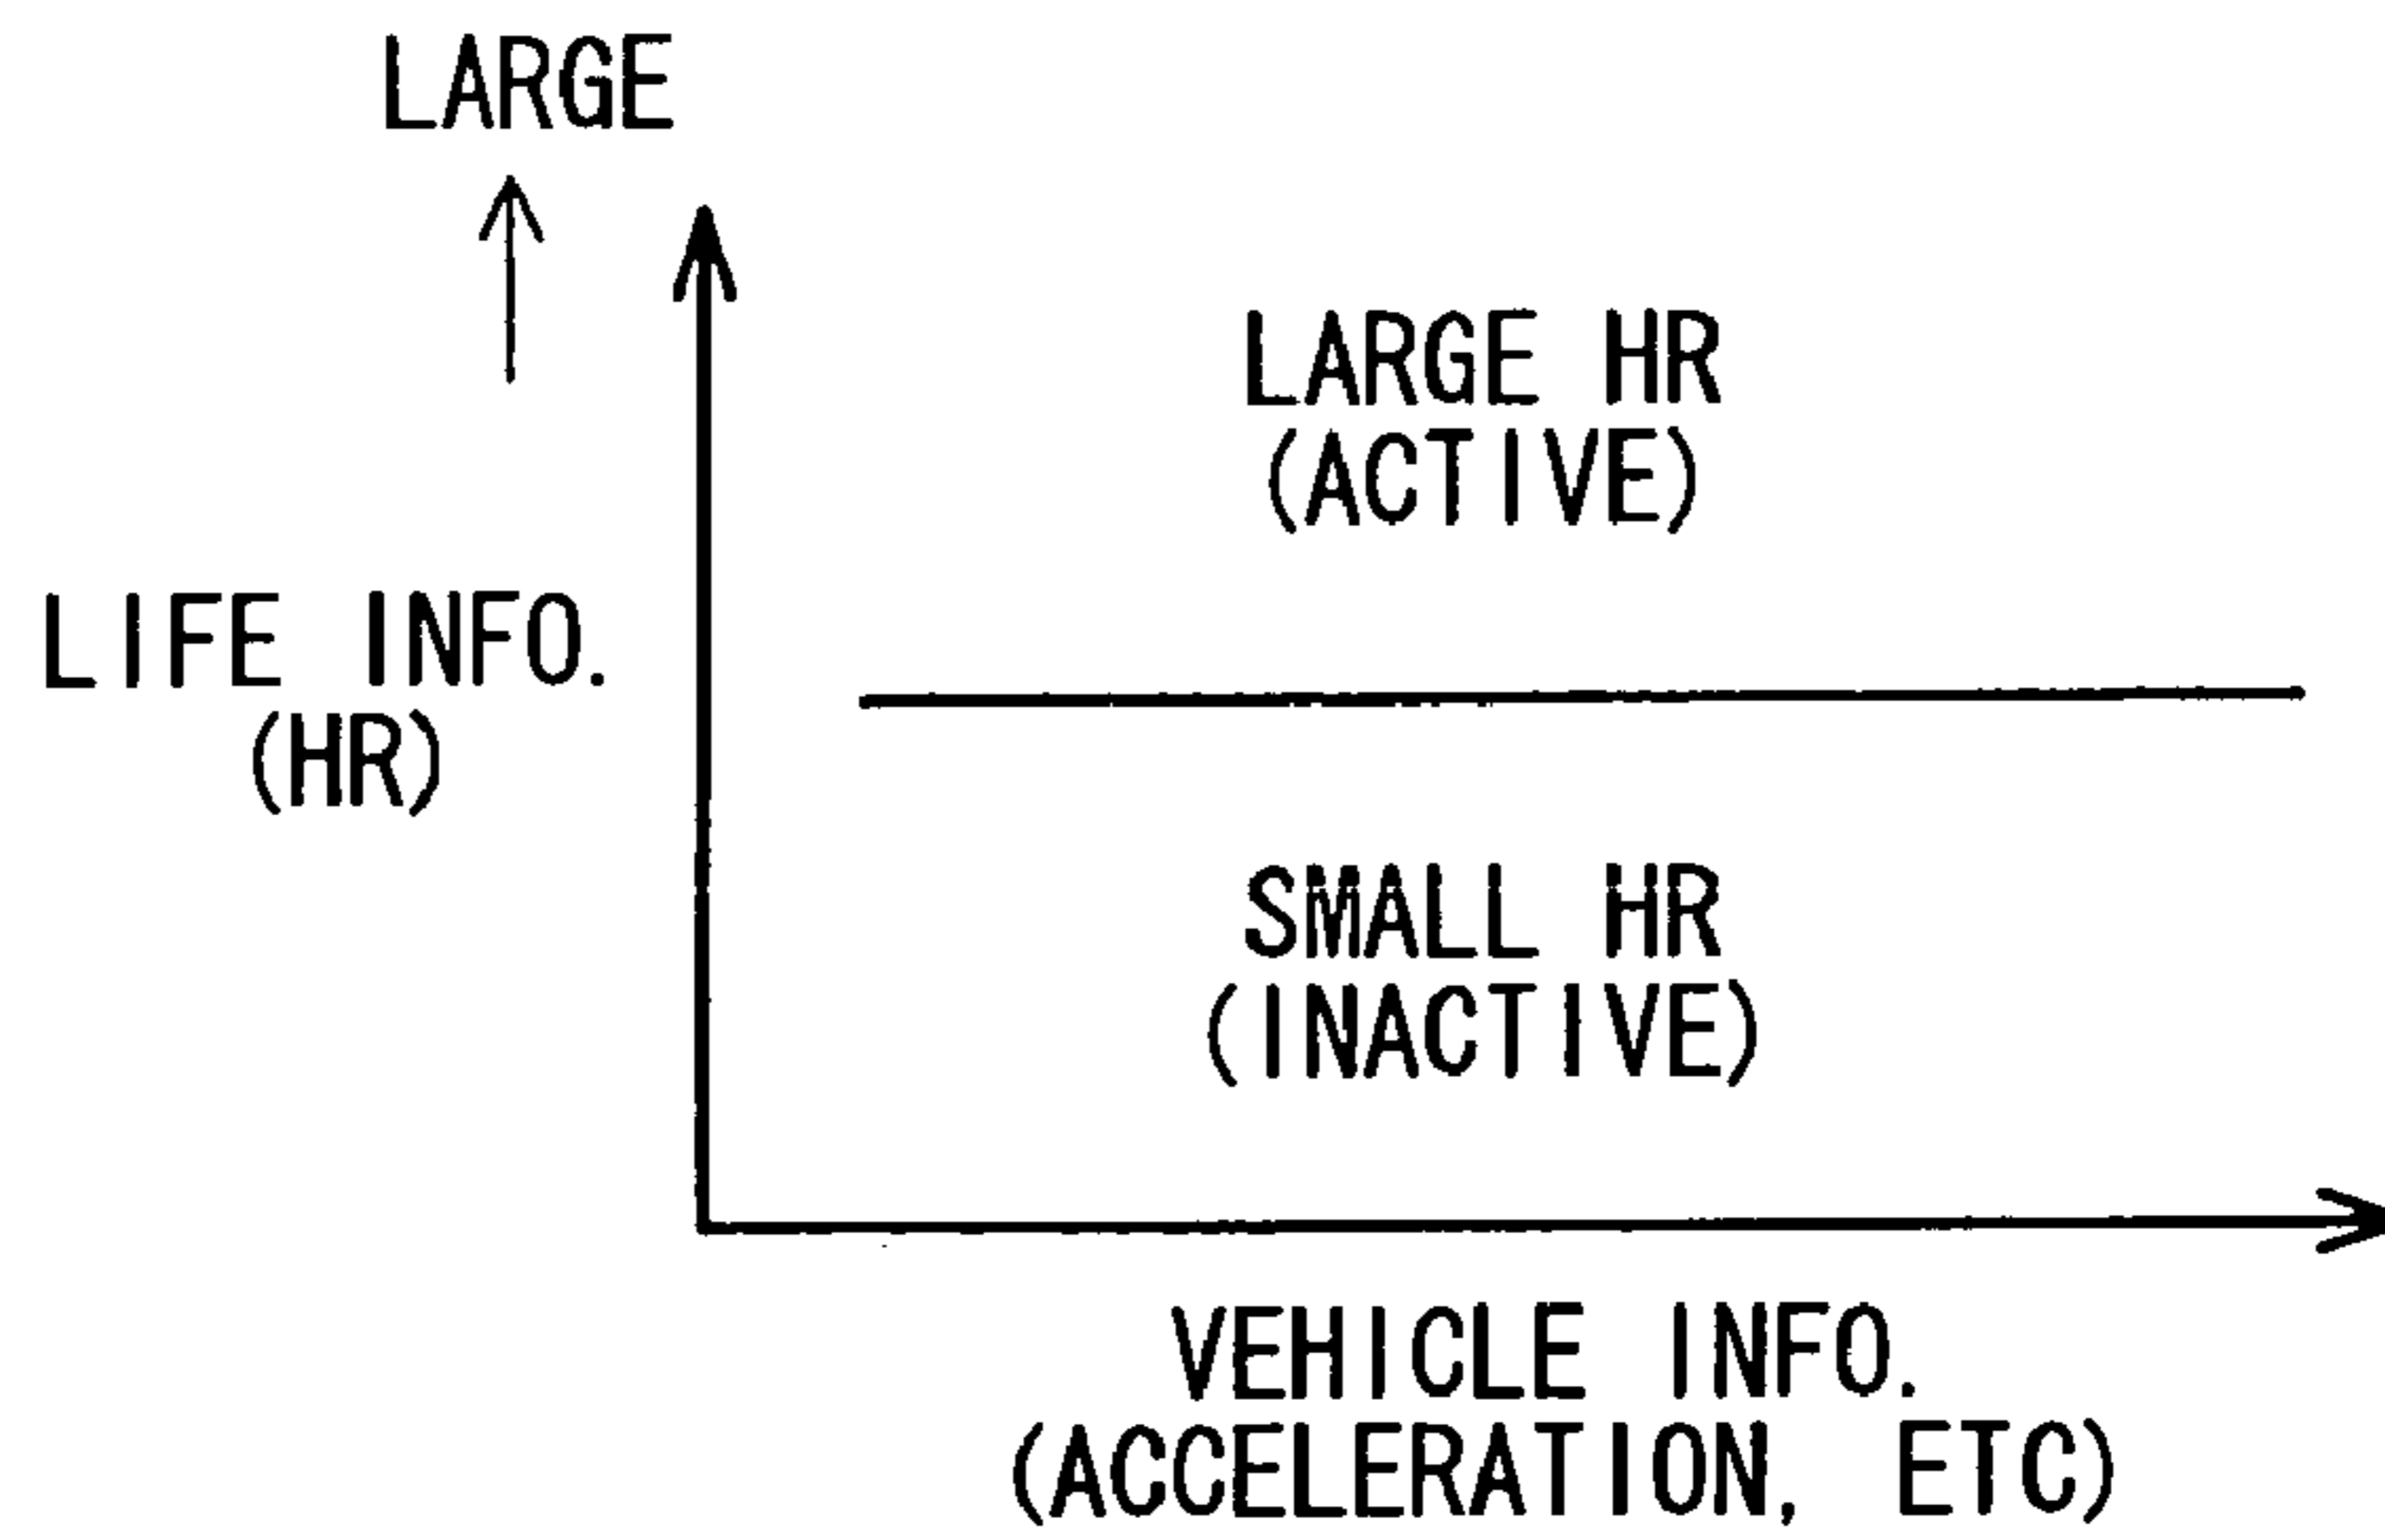 LARGE
LARGE HR
(ACTIVE)
LIFE INFO.
(HR)
SMALL HR
(INACTIVE)
VEHICLE INFO.
(ACCELERATION, ETC)